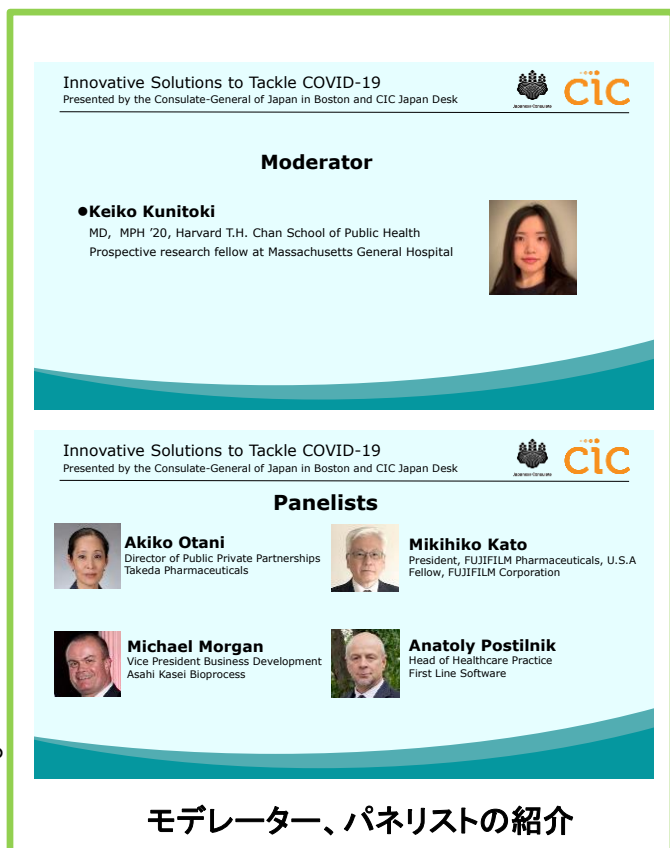 Innovative Solutions to Tackle COVID-19
Presented by the Consulate-General of Japan in Boston and CIC Japan Desk
Japanese Consulate
CIC
Moderator
●Keiko Kunitoki
MD, MPH '20, Harvard T.H. Chan School of Public Health
Prospective research fellow at Massachusetts General Hospital
Innovative Solutions to Tackle COVID-19
Presented by the Consulate-General of Japan in Boston and CIC Japan Desk
Japanese Consulate
CIC
Panelists
Akiko Otani
Director of Public Private Partnerships
Takeda Pharmaceuticals
Mikihiko Kato
President, FUJIFILM Pharmaceuticals, U.S.A
Fellow, FUJIFILM Corporation
Michael Morgan
Vice President Business Development
Asahi Kasei Bioprocess
Anatoly Postilnik
Head of Healthcare Practice
First Line Software
。
モデレーター、パネリストの紹介